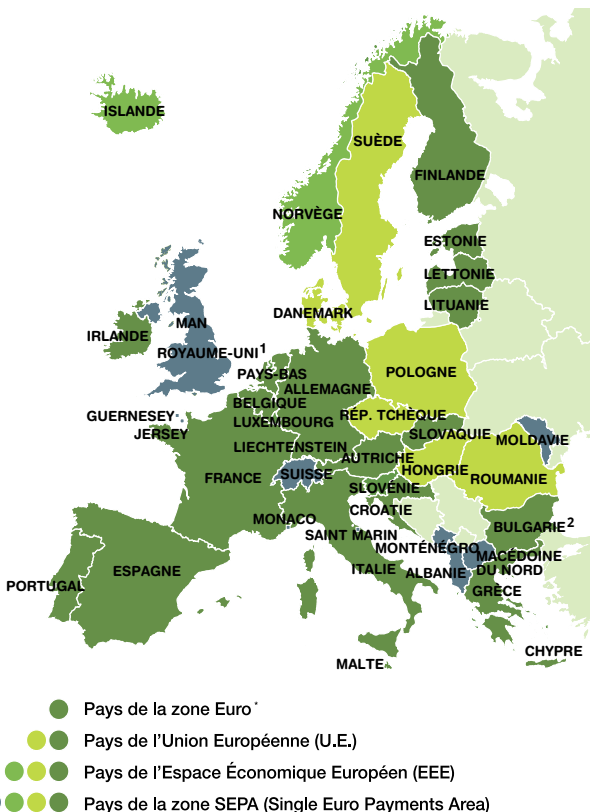 ISLANDE
SUÈDE
FINLANDE
NORVÈGE
ESTONIE
LETTONIE
LITUANIE
DANEMARK
MAN
IRLANDE
ROYAUME-UNI¹
PAYS-BAS
POLOGNE
ALLEMAGNE
BELGIQUE
GUERNESEY
RÉP. TCHÈQUE
LUXEMBOURG
JERSEY
SLOVAQUIE
MOLDAVIE
LIECHTENSTEIN
AUTRICHE
HONGRIE
FRANCE
SUISSE
ROUMANIE
SLOVÉNIE
CROATIE
MONACO
BULGARIE²
SAINT MARIN
MONTÉNÉGRO
MACÉDOINE
DU NORD
ITALIE
ALBANIE
ESPAGNE
PORTUGAL
GRÈCE
CHYPRE
MALTE
Pays de la zone Euro*
Pays de l'Union Européenne (U.E.)
Pays de l'Espace Économique Européen (EEE)
Pays de la zone SEPA (Single Euro Payments Area)